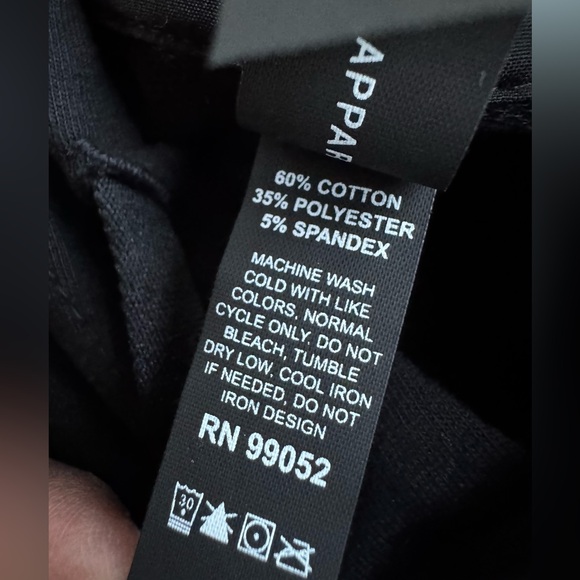 APPAR
60% COTTON
35% POLYESTER
5% SPANDEX
MACHINE WASH
COLD WITH LIKE
COLORS, NORMAL
CYCLE ONLY, DO NOT
BLEACH, TUMBLE
DRY LOW, COOL IRON
IF NEEDED, DO NOT
IRON DESIGN
RN 99052
30